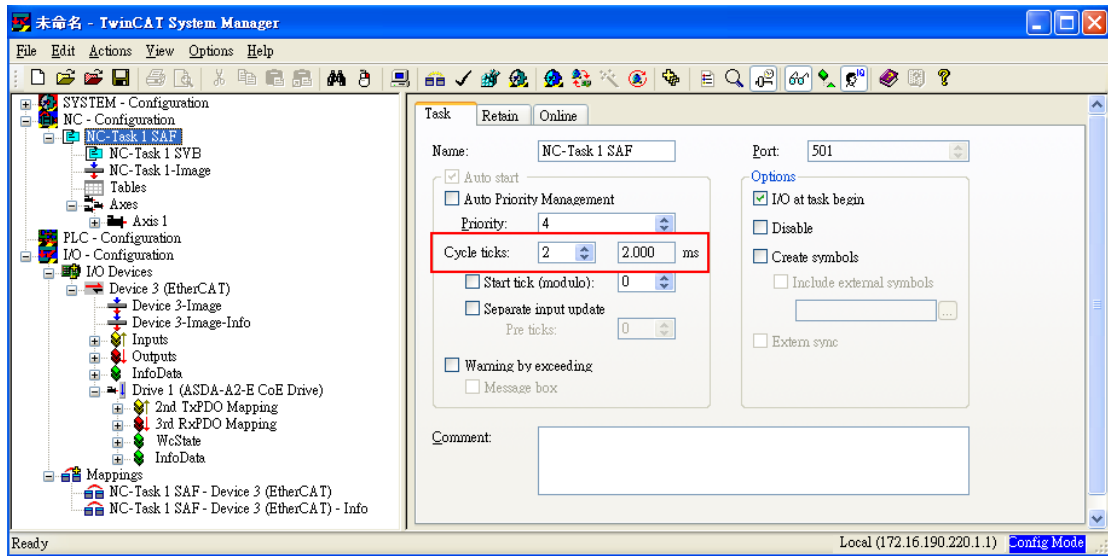 未命名 - TwinCAT System Manager
File Edit Actions View Options Help
SYSTEM - Configuration
NC - Configuration
NC-Task 1 SAF
NC-Task 1 SVB
NC-Task 1-Image
Tables
Axes
Axis 1
PLC - Configuration
I/O - Configuration
I/O Devices
Device 3 (EtherCAT)
Device 3-Image
Device 3-Image-Info
Inputs
Outputs
InfoData
Drive 1 (ASDA-A2-E CoE Drive)
2nd TxPDO Mapping
3rd RxPDO Mapping
WcState
InfoData
Mappings
NC-Task 1 SAF - Device 3 (EtherCAT)
NC-Task 1 SAF - Device 3 (EtherCAT) - Info
Task Retain Online
Name: NC-Task 1 SAF
Port: 501
Auto start
Auto Priority Management
Priority: 4
Cycle ticks: 2 2.000 ms
Start tick (modulo): 0
Separate input update
Pre ticks: 0
Warning by exceeding
Message box
Options
I/O at task begin
Disable
Create symbols
Include external symbols
...
Extern sync
Comment:
Ready
Local (172.16.190.220.1.1) Config Mode